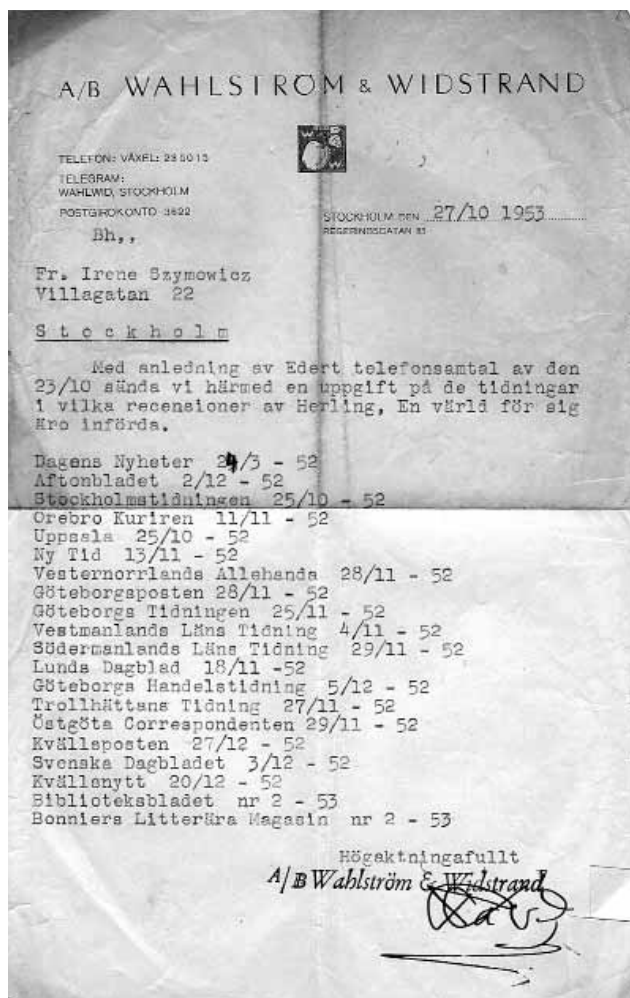 A/B WAHLSTRÖM & WIDSTRAND
TELEFON: VÄXEL: 23 50 15
TELEGRAM:
WAHLWID, STOCKHOLM
POSTGIROKONTO 3622
STOCKHOLM DEN 27/10 1953
REGERINGSGATAN 83
Bh,,
Fr. Irene Szymowicz
Villagatan 22
Stockholm
Med anledning av Edert telefonsamtal av den
23/10 sända vi härmed en uppgift på de tidningar
i vilka recensioner av Herling, En värld för sig
äro införda.
Dagens Nyheter 24/3 - 52
Aftonbladet 2/12 - 52
Stockholmstidningen 25/10 - 52
Örebro Kuriren 11/11 - 52
Uppsala 25/10 - 52
Ny Tid 13/11 - 52
Vesternorrlands Allehanda 28/11 - 52
Göteborgsposten 28/11 - 52
Göteborgs Tidningen 25/11 - 52
Vestmanlands Läns Tidning 4/11 - 52
Södermanlands Läns Tidning 29/11 - 52
Lunds Dagblad 18/11 -52
Göteborgs Handelstidning 5/12 - 52
Trollhättans Tidning 27/11 - 52
Östgöta Correspondenten 29/11 - 52
Kvällsposten 27/12 - 52
Svenska Dagbladet 3/12 - 52
Kvällsnytt 20/12 - 52
Biblioteksbladet nr 2 - 53
Bonniers Litterära Magasin nr 2 - 53
Högaktningsfullt
A/B Wahlström & Widstrand